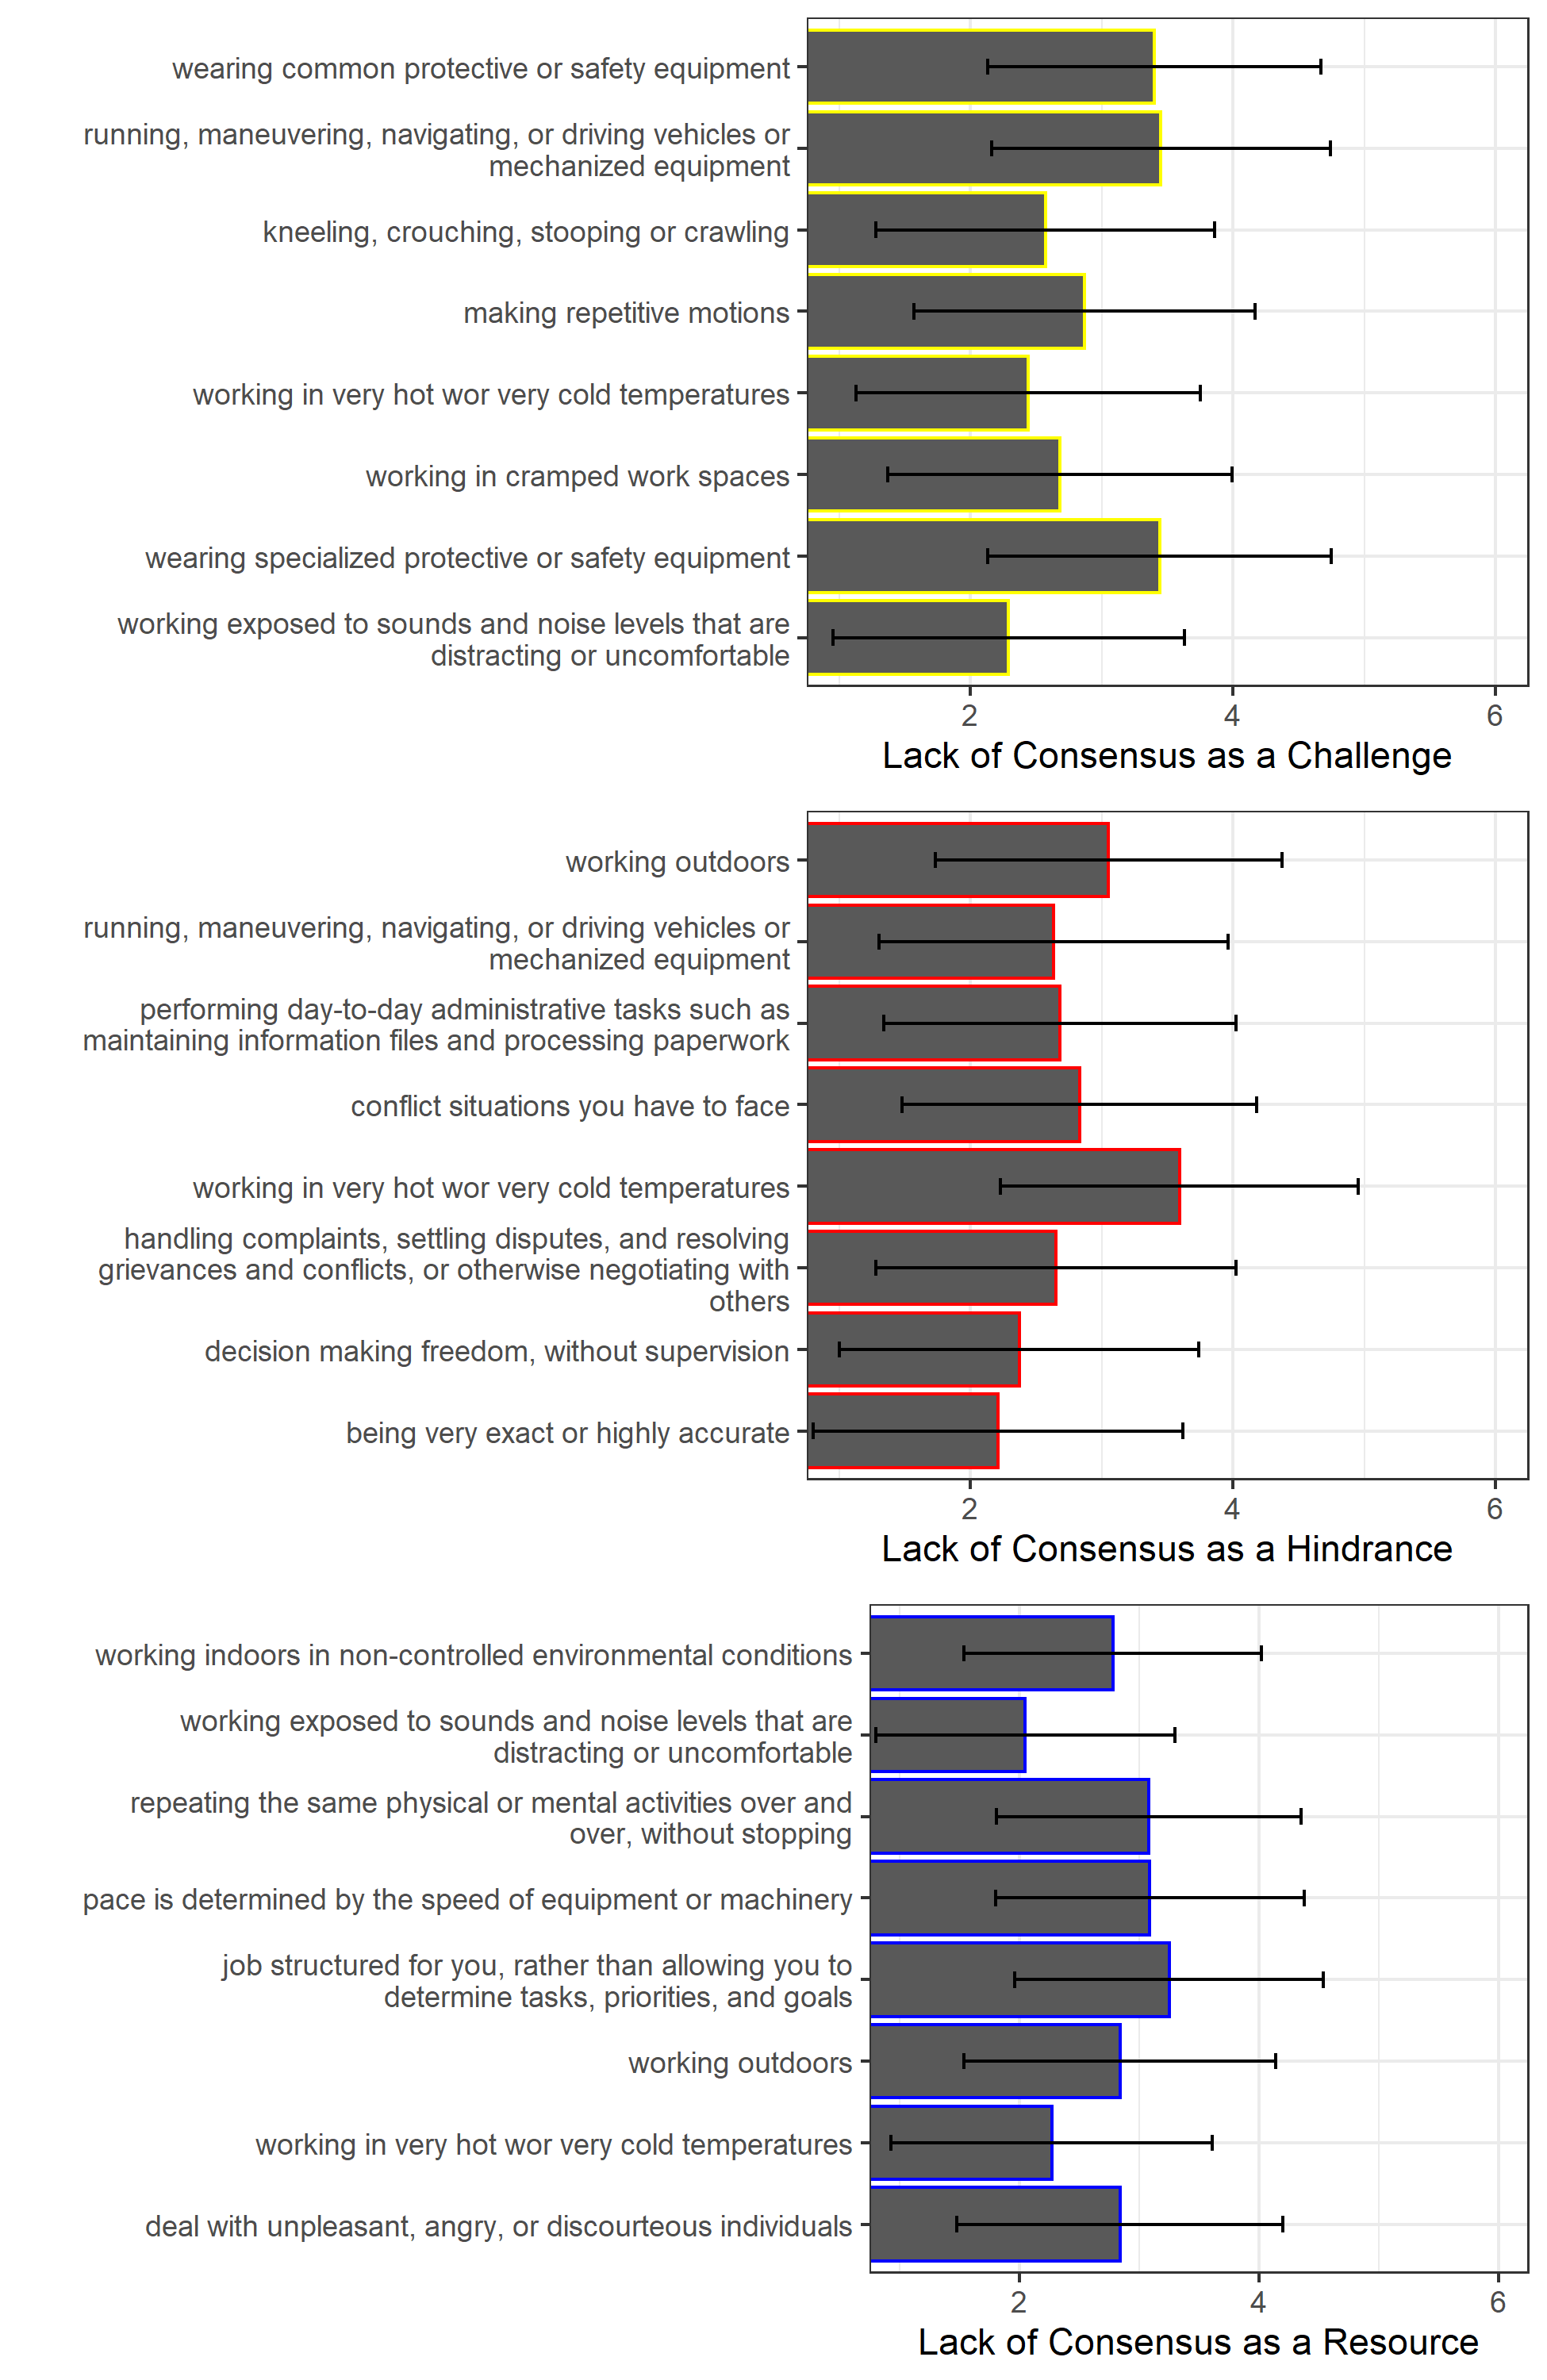 wearing common protective or safety equipment
running, maneuvering, navigating, or driving vehicles or
mechanized equipment
kneeling, crouching, stooping or crawling
making repetitive motions
working in very hot wor very cold temperatures
working in cramped work spaces
wearing specialized protective or safety equipment
working exposed to sounds and noise levels that are
distracting or uncomfortable
2 4 6
Lack of Consensus as a Challenge
working outdoors
running, maneuvering, navigating, or driving vehicles or
mechanized equipment
performing day-to-day administrative tasks such as
maintaining information files and processing paperwork
conflict situations you have to face
working in very hot wor very cold temperatures
handling complaints, settling disputes, and resolving
grievances and conflicts, or otherwise negotiating with
others
decision making freedom, without supervision
being very exact or highly accurate
2 4 6
Lack of Consensus as a Hindrance
working indoors in non-controlled environmental conditions
working exposed to sounds and noise levels that are
distracting or uncomfortable
repeating the same physical or mental activities over and
over, without stopping
pace is determined by the speed of equipment or machinery
job structured for you, rather than allowing you to
determine tasks, priorities, and goals
working outdoors
working in very hot wor very cold temperatures
deal with unpleasant, angry, or discourteous individuals
2 4 6
Lack of Consensus as a Resource